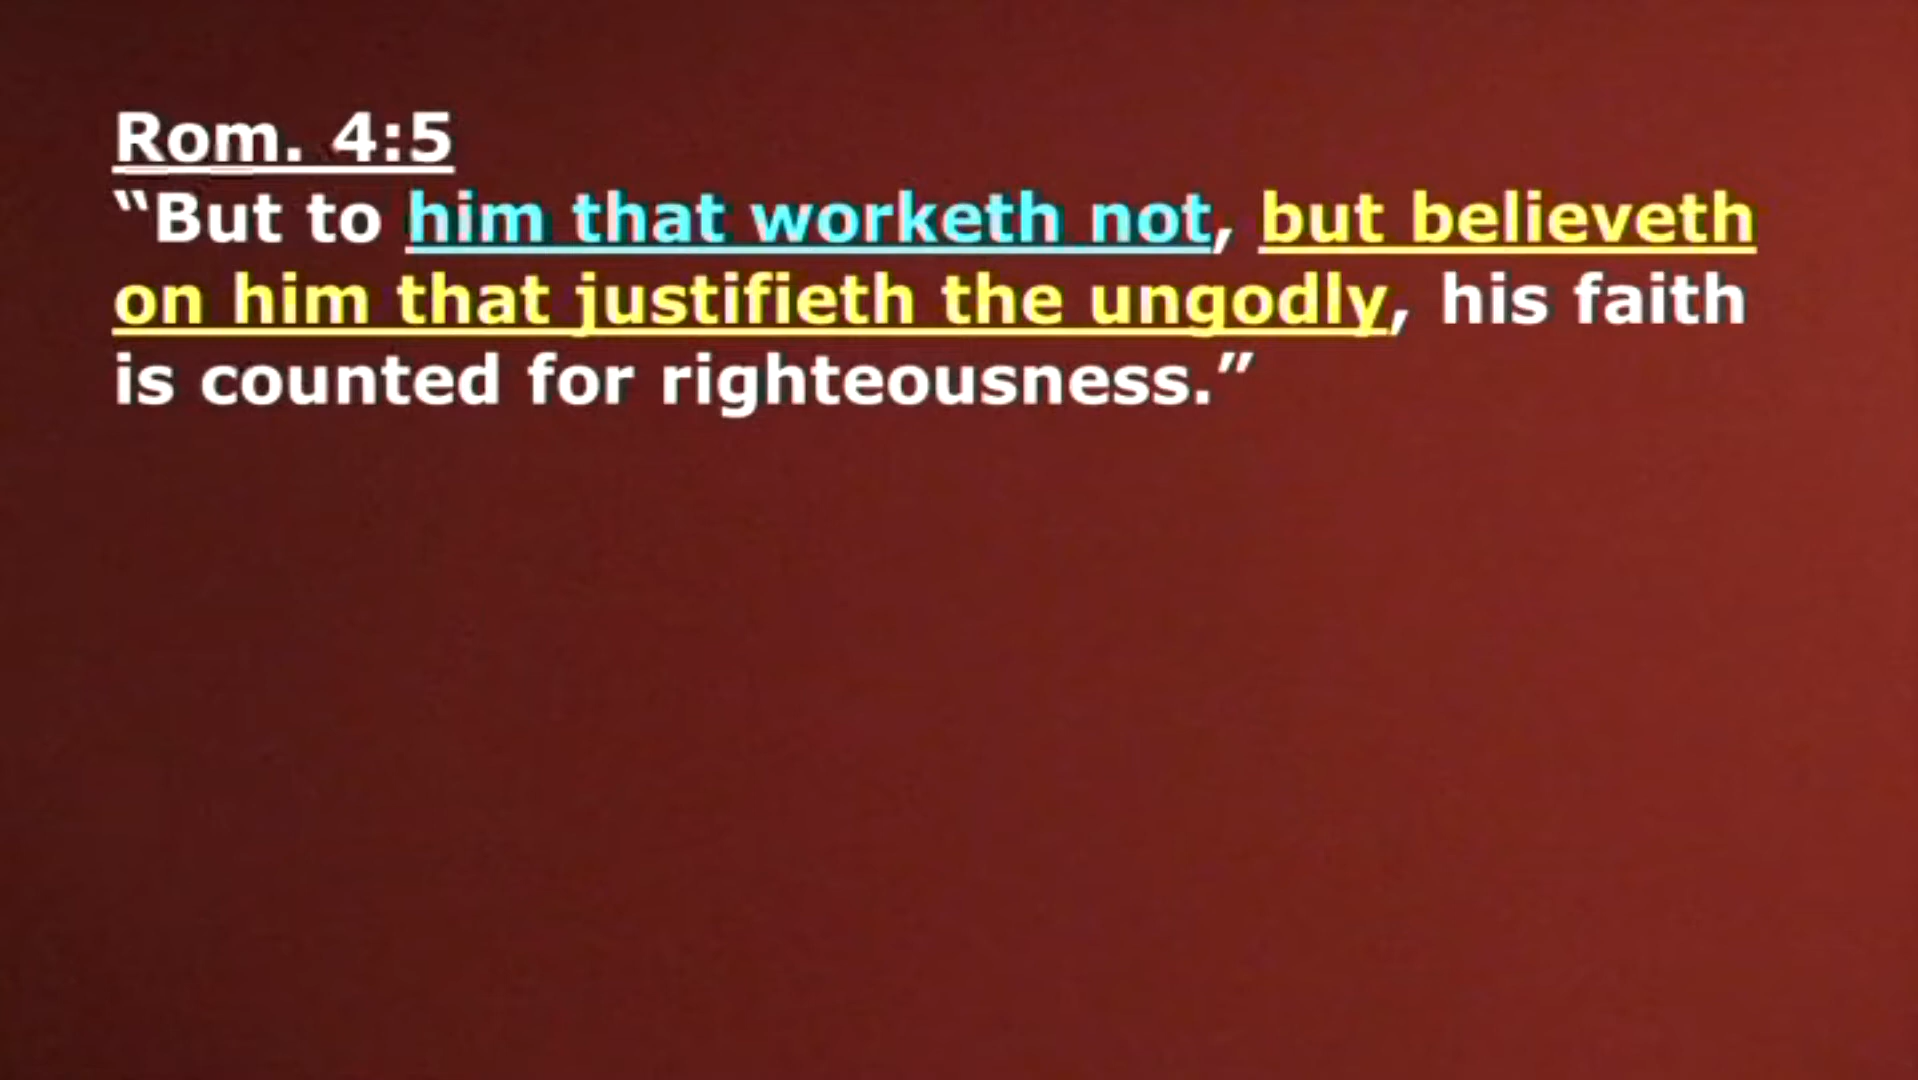 Rom. 4:5
“But to him that worketh not, but believeth
on him that justifieth the ungodly, his faith
is counted for righteousness.”